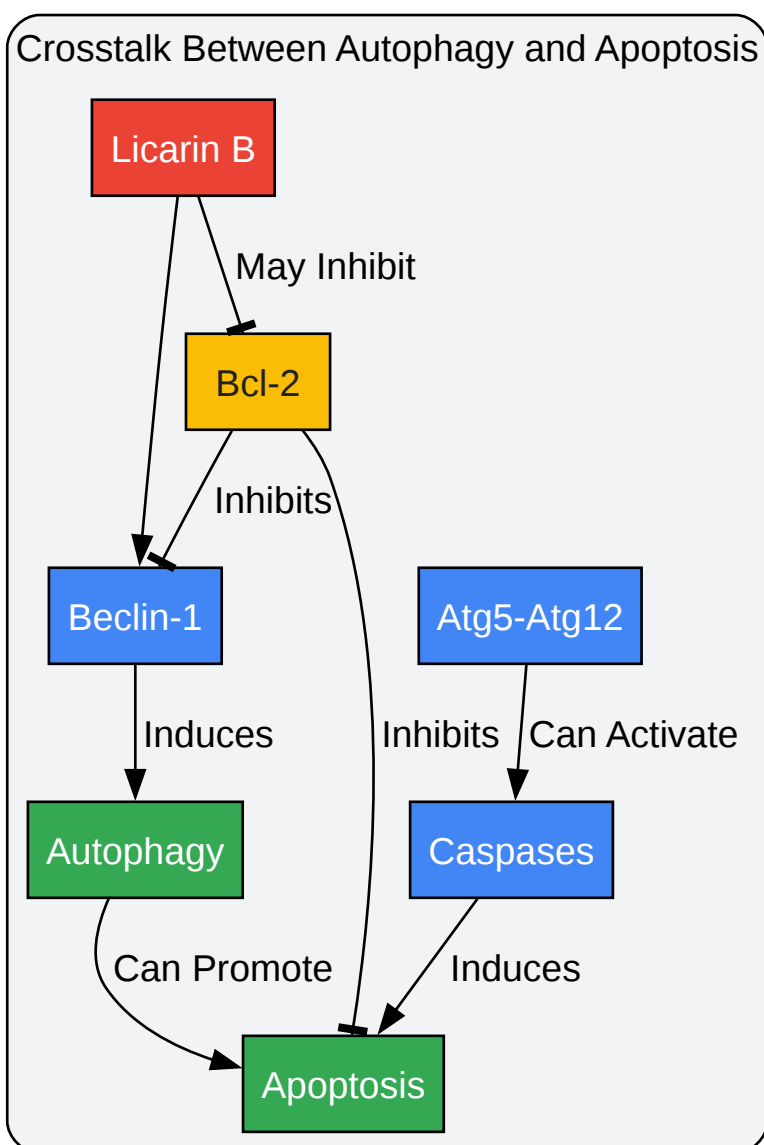 Crosstalk Between Autophagy and Apoptosis
Licarin B
May Inhibit
Bcl-2
Inhibits
Beclin-1
Atg5-Atg12
Induces
Inhibits
Can Activate
Autophagy
Caspases
Can Promote
Induces
Apoptosis